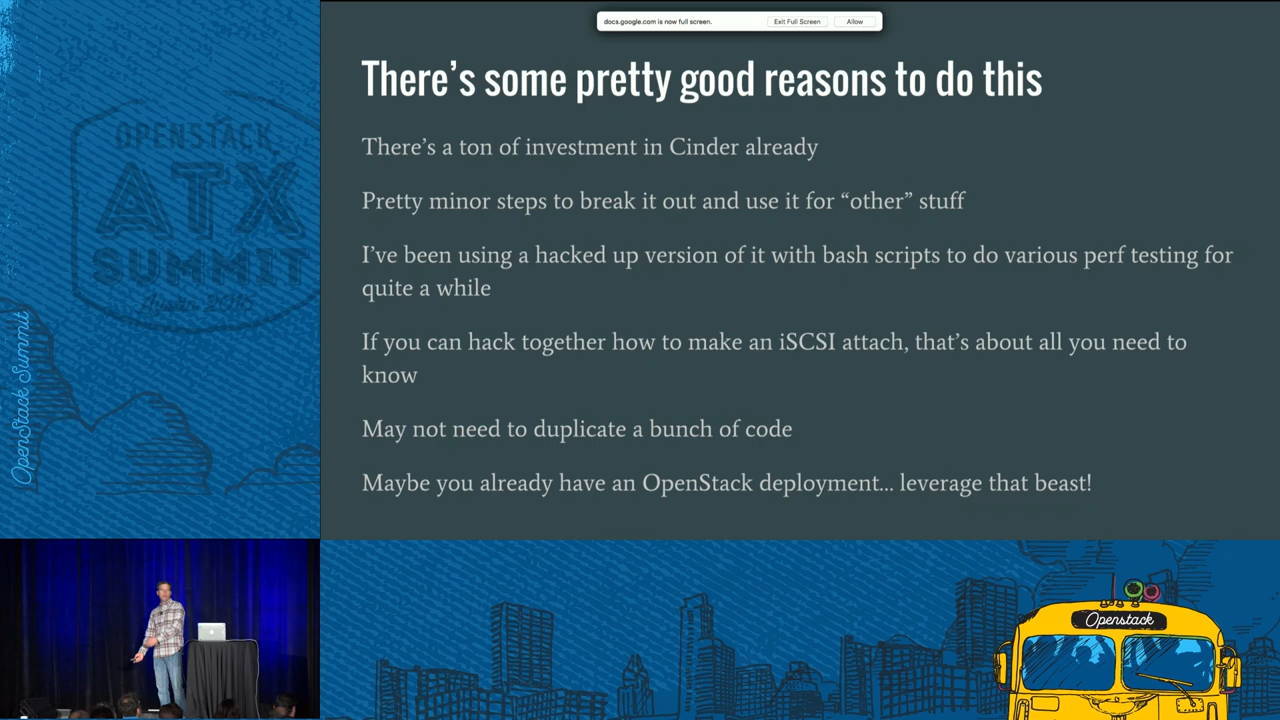 docs.google.com is now full screen.
Exit Full Screen
Allow
There's some pretty good reasons to do this
There's a ton of investment in Cinder already
Pretty minor steps to break it out and use it for “other” stuff
I've been using a hacked up version of it with bash scripts to do various perf testing for
quite a while
If you can hack together how to make an iSCSI attach, that's about all you need to
know
May not need to duplicate a bunch of code
Maybe you already have an OpenStack deployment... leverage that beast!
OPENSTACK
ATX
SUMMIT
Austin 2016
OpenStack Summit
Openstack